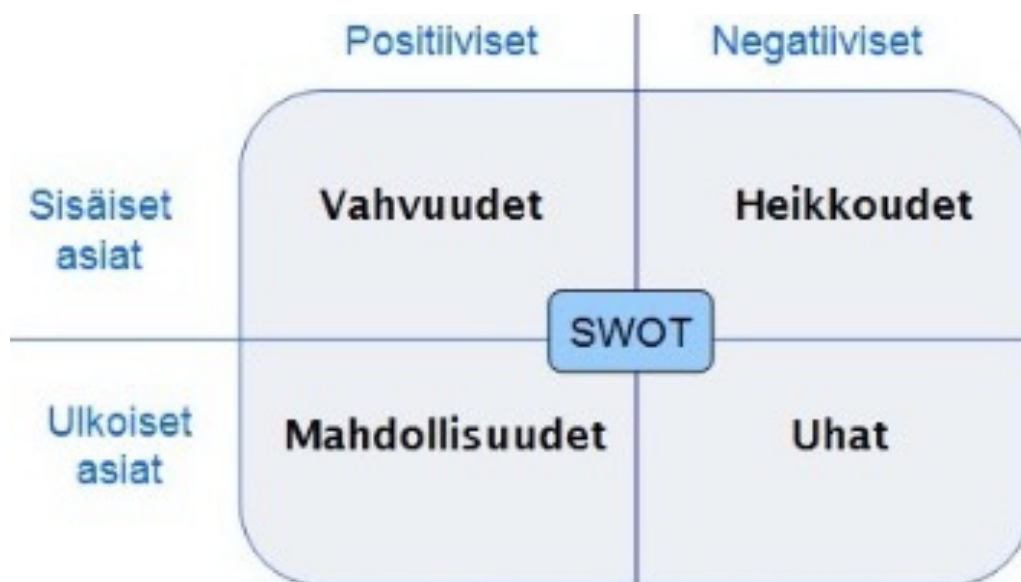 Positiiviset Negatiiviset
Sisäiset
asiat
Vahvuudet Heikkoudet
SWOT
Ulkoiset
asiat
Mahdollisuudet Uhat